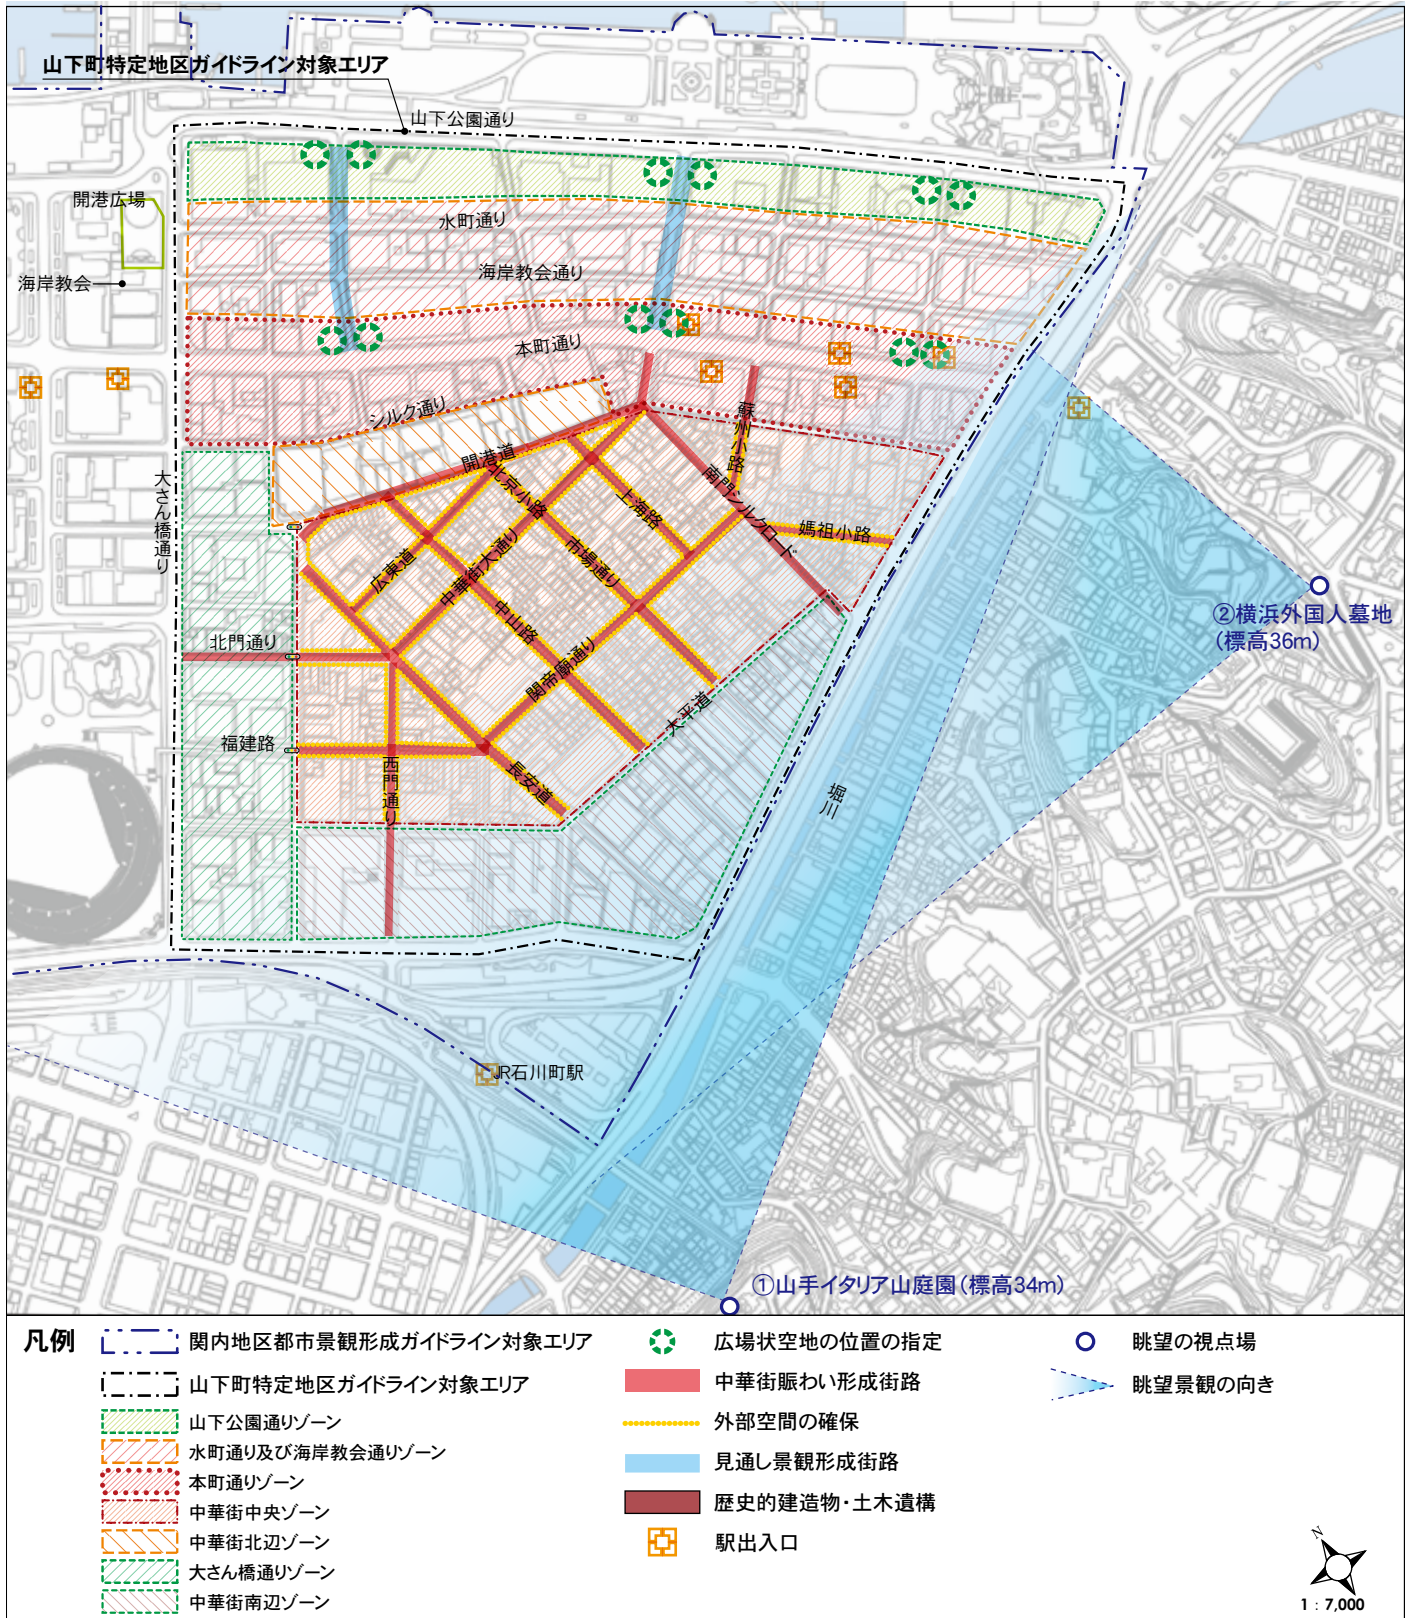 山下町特定地区ガイドライン対象エリア
山下公園通り
開港広場
水町通り
海岸教会
海岸教会通り
本町通り
シルク通り
蘇州小路
大さん橋通り
開港道
北京小路
上海路
南門シルクロード
媽祖小路
広東道
中華街大通り
市場通り
中山路
北門通り
関帝廟通り
太平道
福建路
西門通り
長安道
堀川
②横浜外国人墓地
(標高36m)
JR石川町駅
①山手イタリア山庭園(標高34m)
凡例
関内地区都市景観形成ガイドライン対象エリア
山下町特定地区ガイドライン対象エリア
山下公園通りゾーン
水町通り及び海岸教会通りゾーン
本町通りゾーン
中華街中央ゾーン
中華街北辺ゾーン
大さん橋通りゾーン
中華街南辺ゾーン
広場状空地の位置の指定
中華街賑わい形成街路
外部空間の確保
見通し景観形成街路
歴史的建造物・土木遺構
駅出入口
眺望の視点場
眺望景観の向き
N
1：7,000